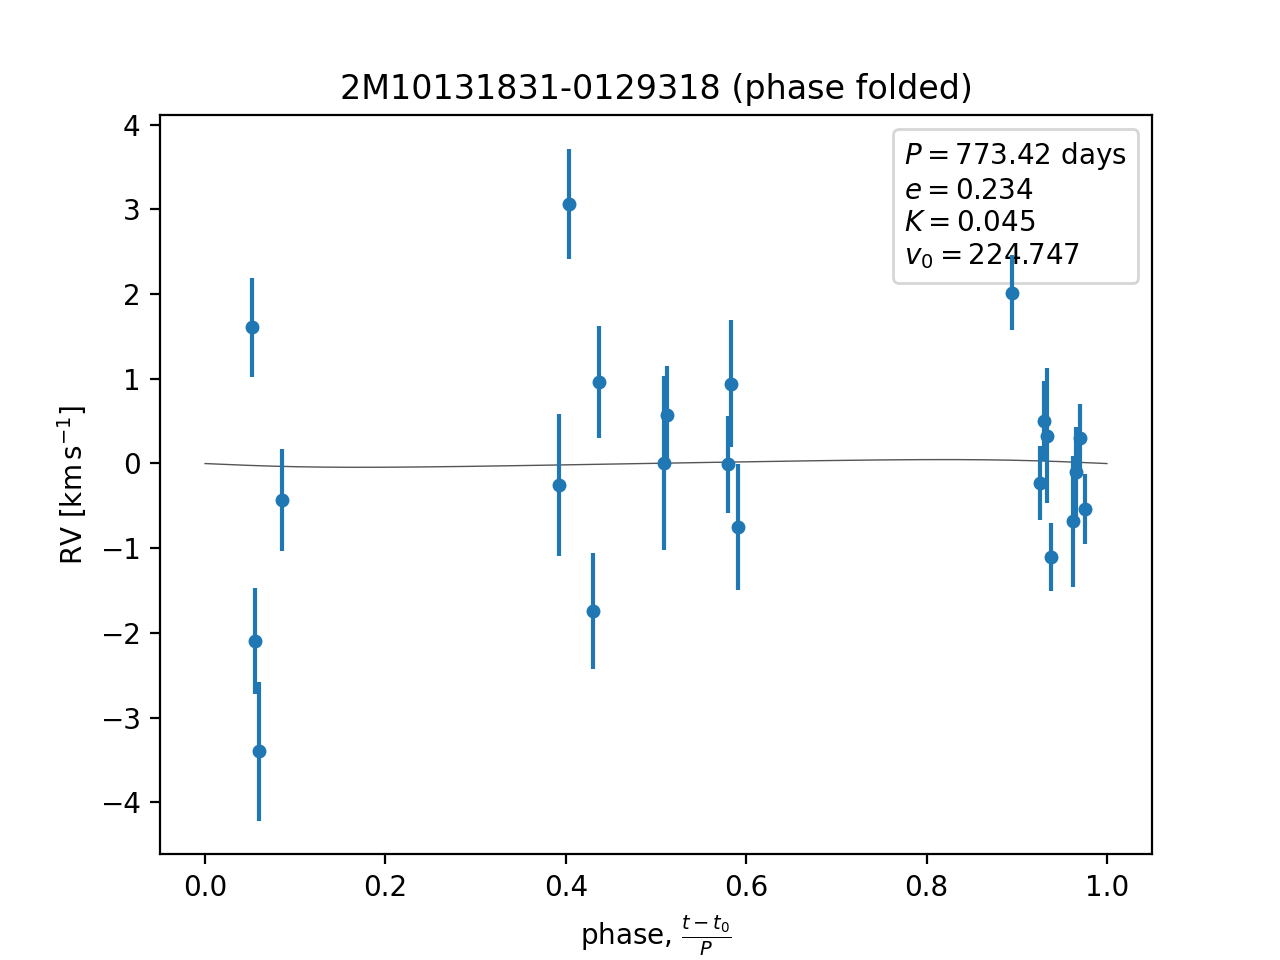 2M10131831-0129318 (phase folded)
P = 773.42 days
e = 0.234
K = 0.045
v₀ = 224.747
RV [km s⁻¹]
4
3
2
1
0
−1
−2
−3
−4
0.0 0.2 0.4 0.6 0.8 1.0
phase, (t − t₀)/P